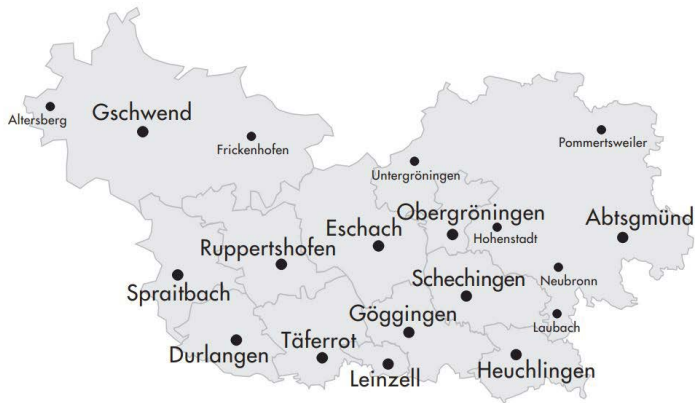 Altersberg
Gschwend
Frickenhofen
Pommertsweiler
Untergröningen
Obergröningen
Abtsgmünd
Eschach
Hohenstadt
Ruppertshofen
Schechingen
Neubronn
Spraitbach
Göggingen
Laubach
Durlangen
Täferrot
Leinzell
Heuchlingen